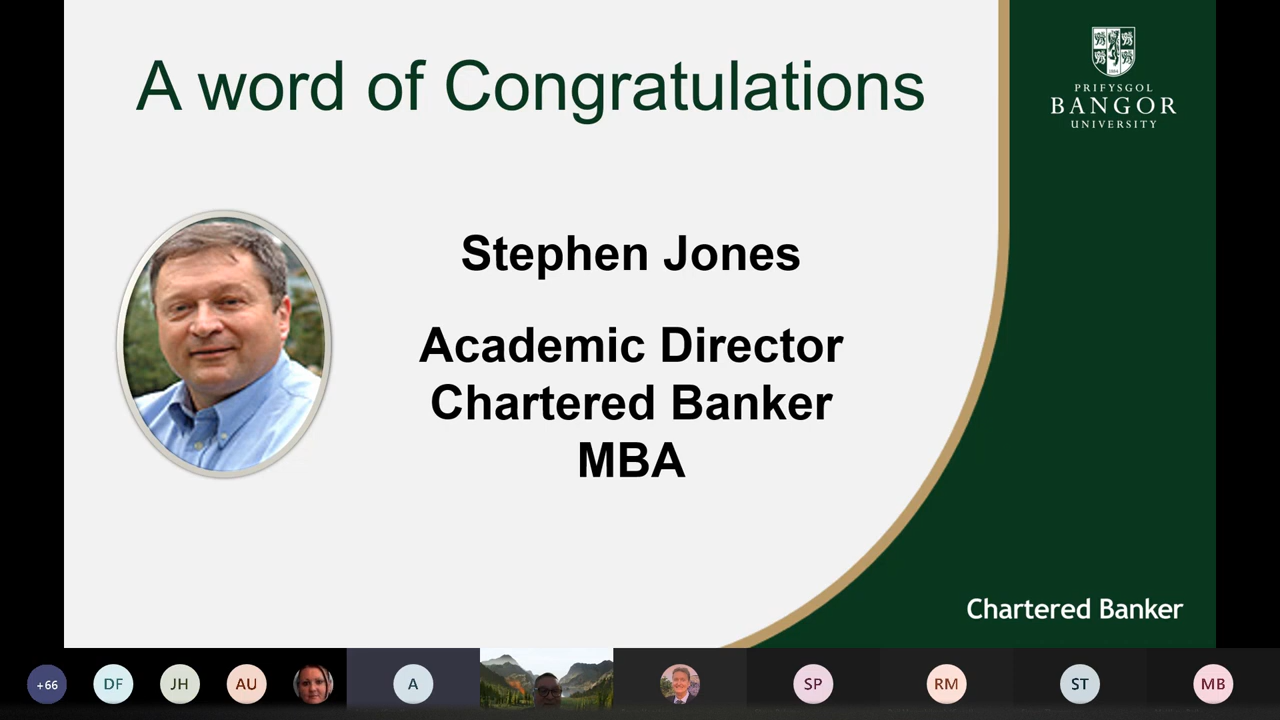 A word of Congratulations
PRIFYSGOL
BANGOR
UNIVERSITY
Stephen Jones
Academic Director
Chartered Banker
MBA
Chartered Banker
+66
DF
JH
AU
A
SP
RM
ST
MB